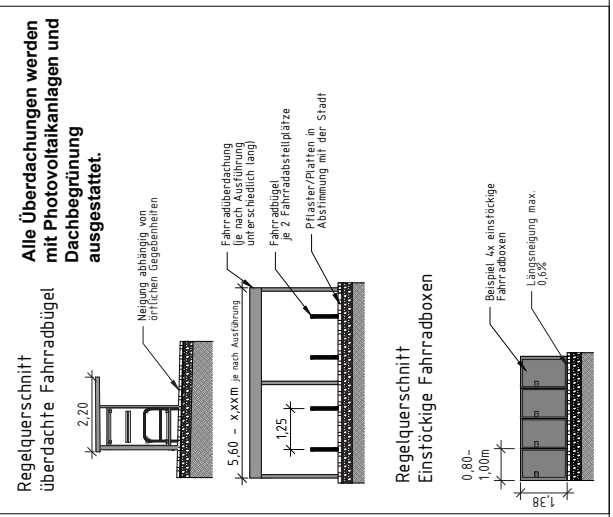 Regelquerschnitt
überdachte Fahrradbügel
Alle Überdachungen werden
mit Photovoltaikanlagen und
Dachbegrünung
ausgestattet.
2,20
Neigung abhängig von
örtlichen Gegebenheiten
5,60 - x,xx m je nach Ausführung
1,25
Fahrradüberdachung
(je nach Ausführung
unterschiedlich lang)
Fahrradbügel
je 2 Fahrradabstellplätze
Pflaster/Platten in
Abstimmung mit der Stadt
Regelquerschnitt
Einstöckige Fahrradboxen
0,80-
1,00m
1,38
Beispiel 4x einstöckige
Fahrradboxen
Längsneigung max.
0,6%